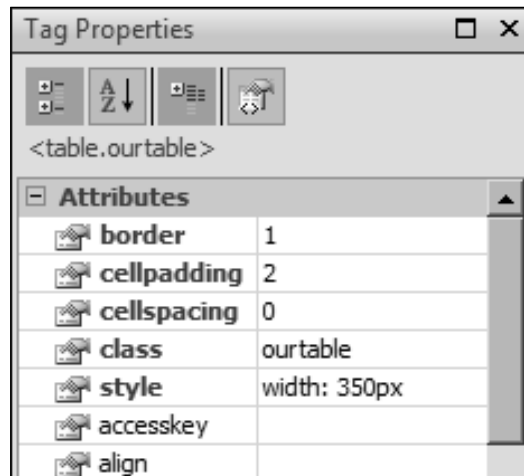 Tag Properties
A
Z
<table.ourtable>
Attributes
border 1
cellpadding 2
cellspacing 0
class ourtable
style width: 350px
accesskey
align